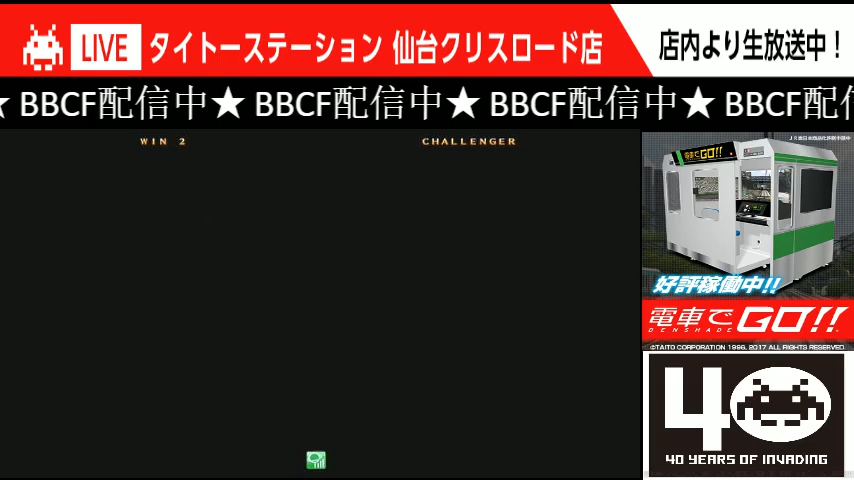 LIVE タイトーステーション 仙台クリスロード店
店内より生放送中！
★ BBCF配信中★ BBCF配信中★ BBCF配信中★ BBCF配信
WIN 2
CHALLENGER
電車でGO!!
好評稼働中!!
電車でGO!!
DENSHADE
©TAITO CORPORATION 1996, 2017 ALL RIGHTS RESERVED.
40
40 YEARS OF INVADING